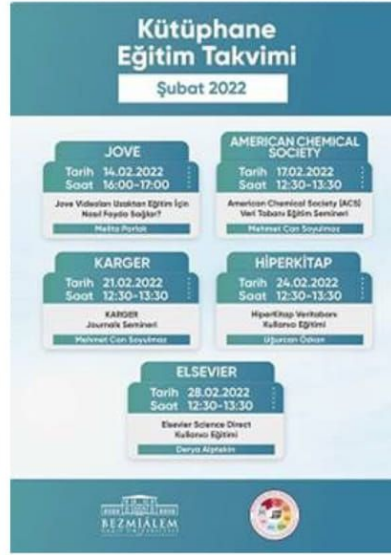 Kütüphane
Eğitim Takvimi
Şubat 2022
JOVE
Tarih 14.02.2022
Saat 16:00-17:00
Jove Videoları Uzaktan Eğitim İçin
Nasıl Fayda Sağlar?
Melita Parlak
AMERICAN CHEMICAL
SOCIETY
Tarih 17.02.2022
Saat 12:30-13:30
American Chemical Society (ACS)
Veri Tabanı Eğitim Semineri
Mehmet Can Soyulmaz
KARGER
Tarih 21.02.2022
Saat 12:30-13:30
KARGER
Journals Semineri
Mehmet Can Soyulmaz
HİPERKİTAP
Tarih 24.02.2022
Saat 12:30-13:30
HiperKitap Veritabanı
Kullanıcı Eğitimi
Uğurcan Özkan
ELSEVIER
Tarih 28.02.2022
Saat 12:30-13:30
Elsevier Science Direct
Kullanıcı Eğitimi
Derya Alptekin
BEZMİÂLEM